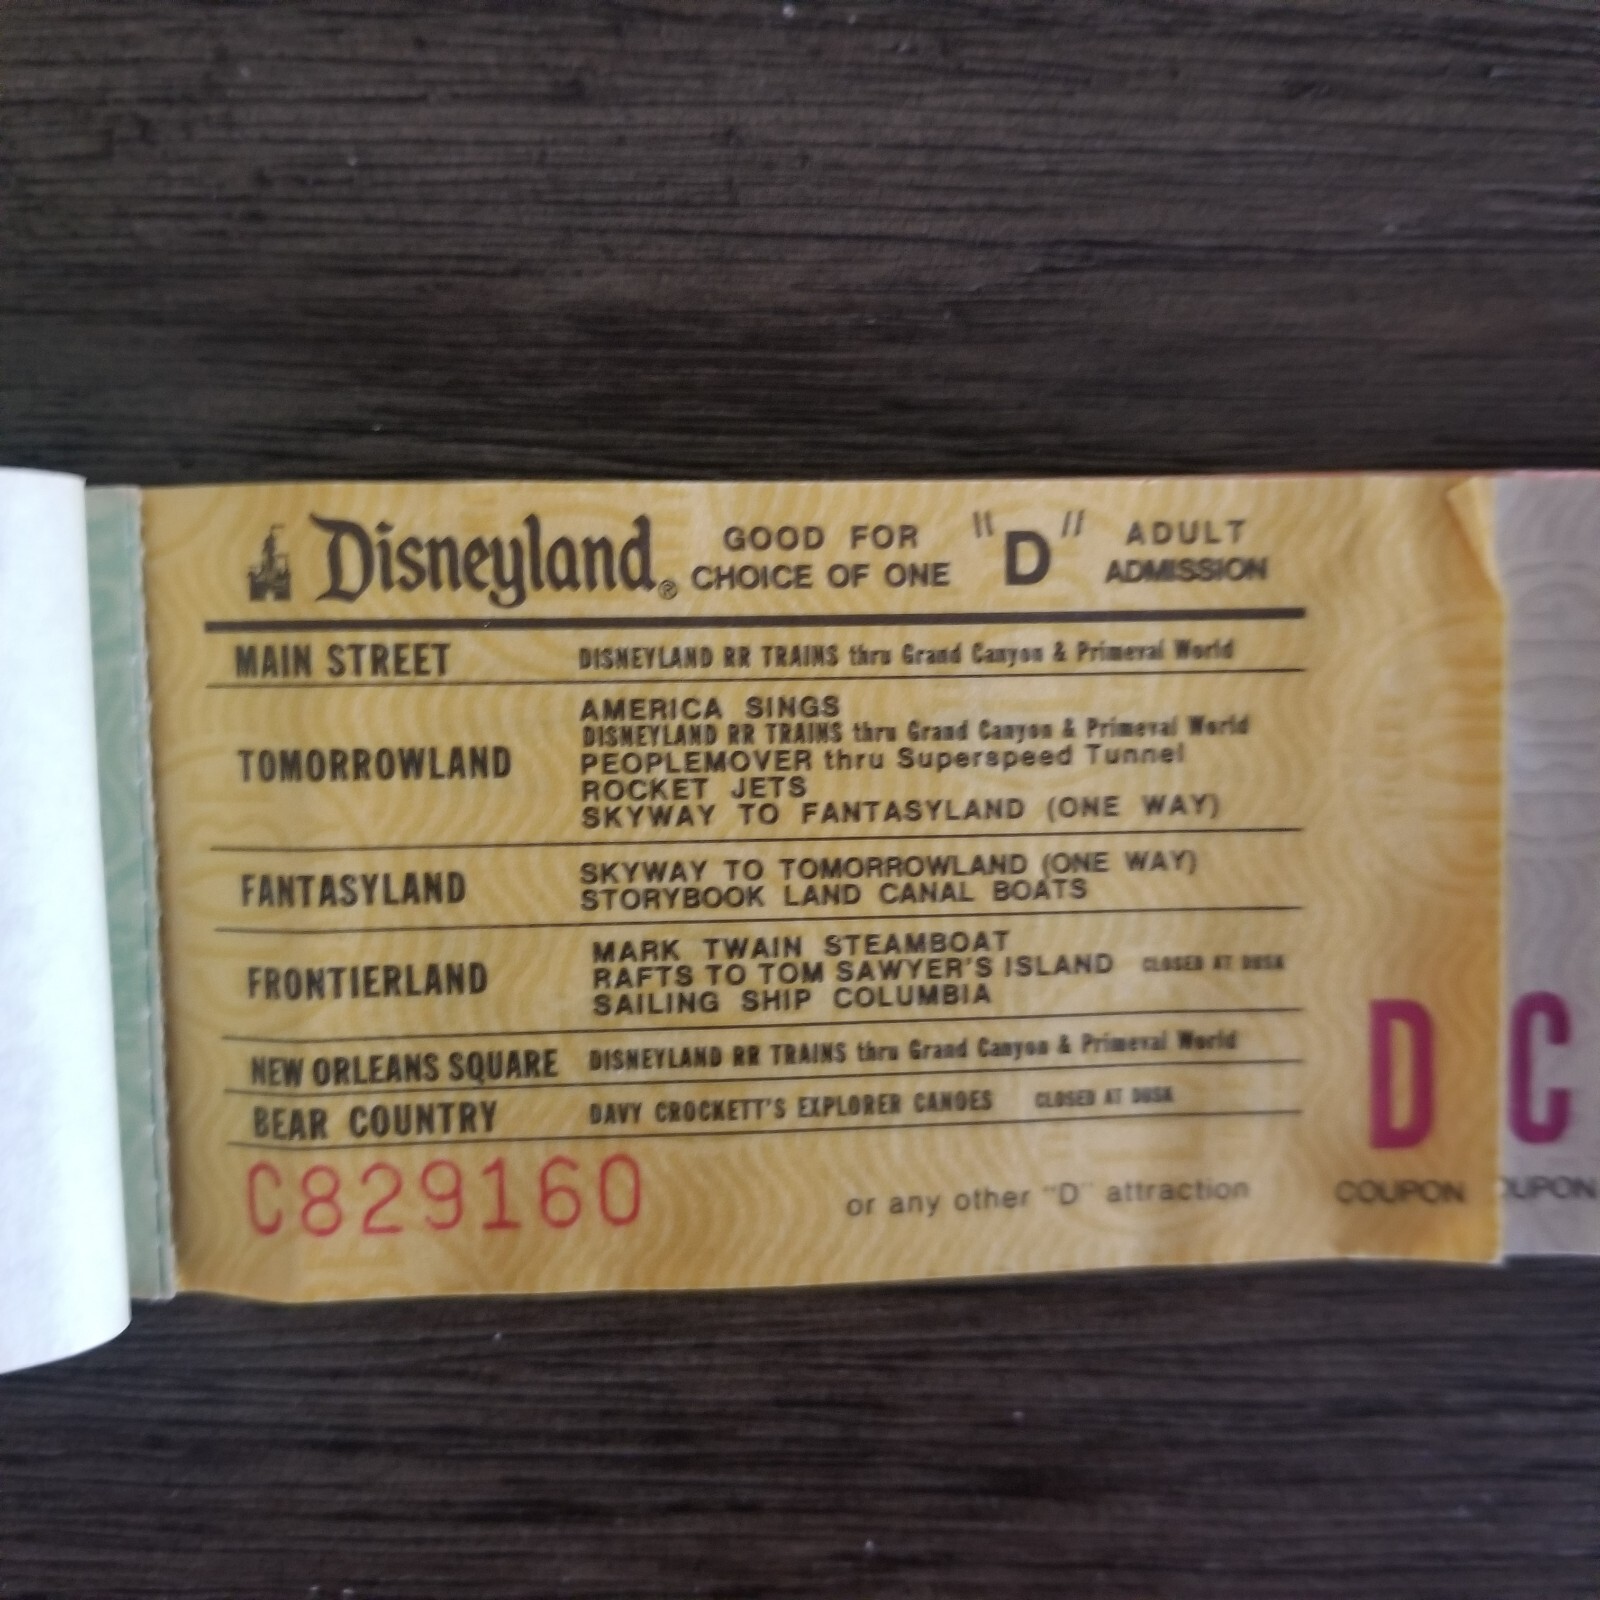 Disneyland® GOOD FOR CHOICE OF ONE "D" ADULT ADMISSION
MAIN STREET DISNEYLAND RR TRAINS thru Grand Canyon & Primeval World
TOMORROWLAND
AMERICA SINGS
DISNEYLAND RR TRAINS thru Grand Canyon & Primeval World
PEOPLEMOVER thru Superspeed Tunnel
ROCKET JETS
SKYWAY TO FANTASYLAND (ONE WAY)
FANTASYLAND
SKYWAY TO TOMORROWLAND (ONE WAY)
STORYBOOK LAND CANAL BOATS
FRONTIERLAND
MARK TWAIN STEAMBOAT
RAFTS TO TOM SAWYER'S ISLAND CLOSED AT DUSK
SAILING SHIP COLUMBIA
NEW ORLEANS SQUARE DISNEYLAND RR TRAINS thru Grand Canyon & Primeval World
BEAR COUNTRY DAVY CROCKETT'S EXPLORER CANOES CLOSED AT DUSK
C829160
or any other "D" attraction
D
COUPON
C
UPON